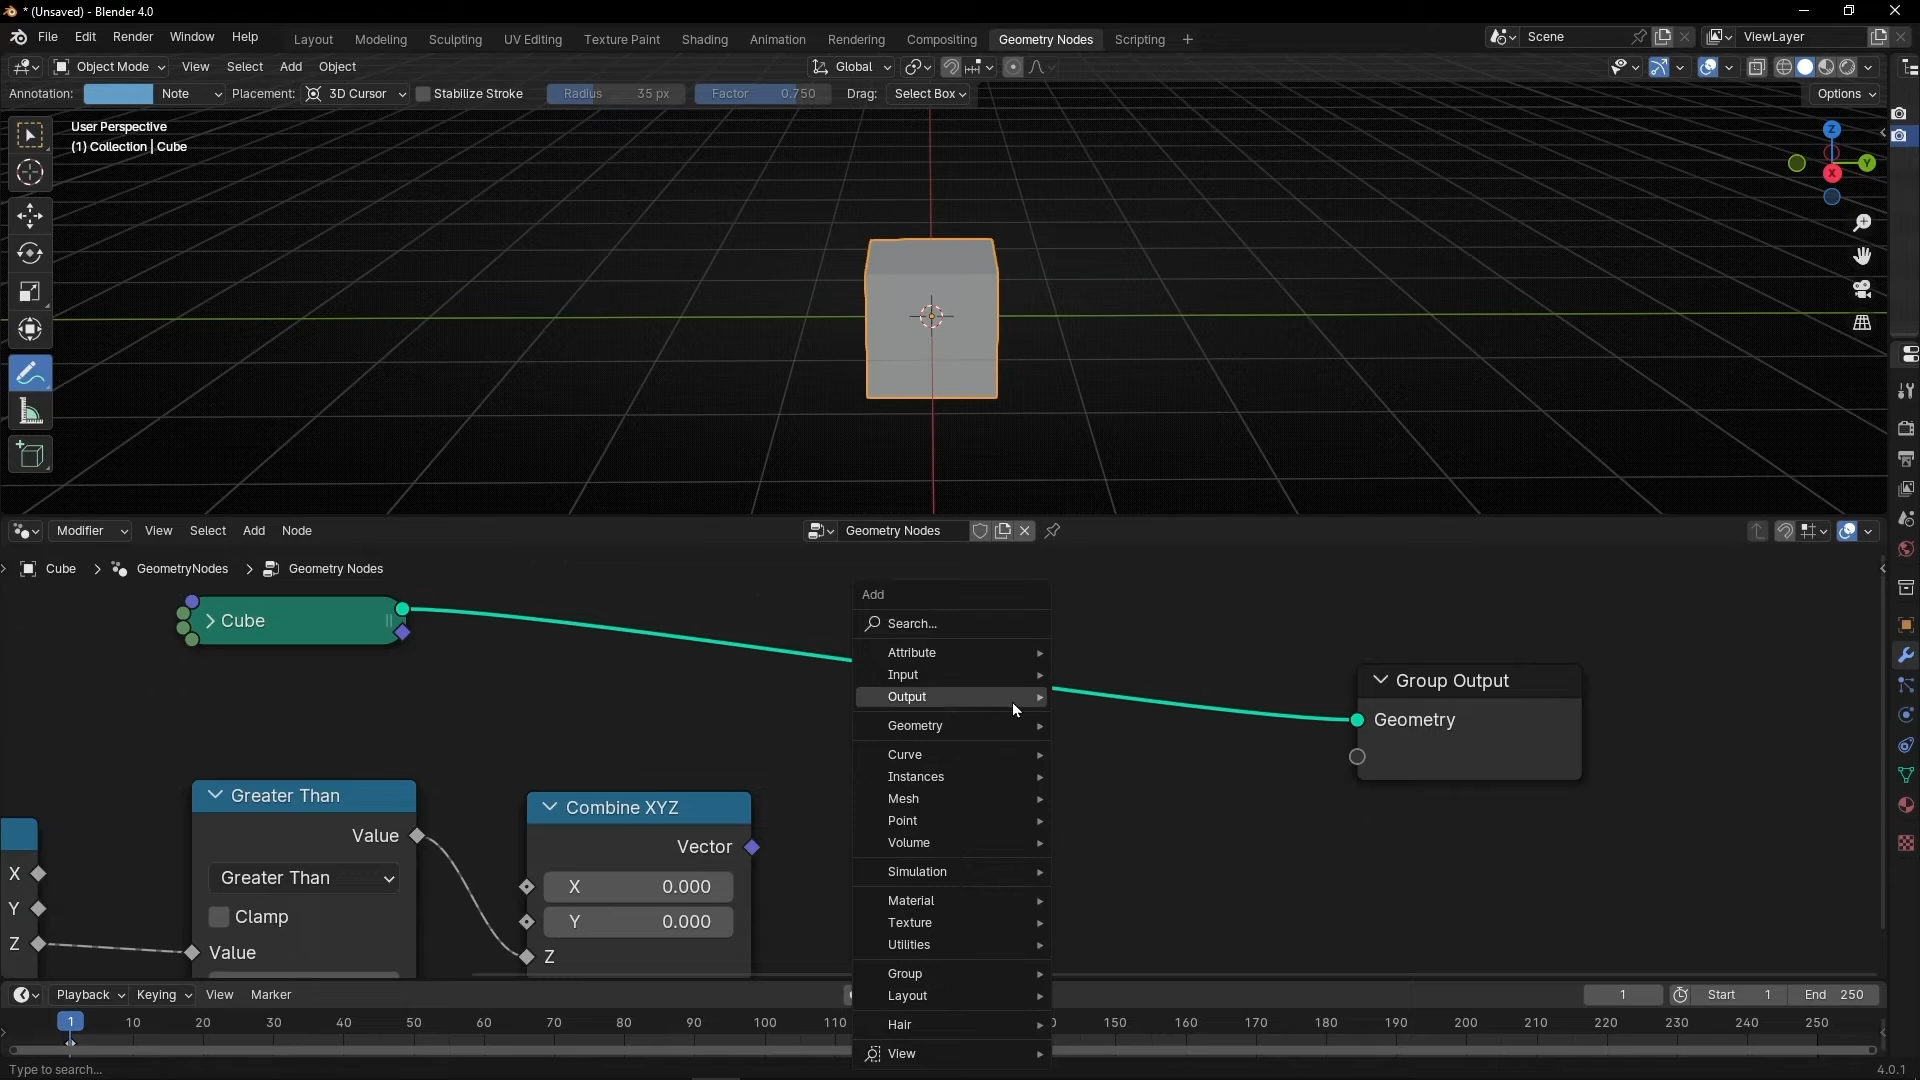 * (Unsaved) - Blender 4.0
File Edit Render Window Help Layout Modeling Sculpting UV Editing Texture Paint Shading Animation Rendering Compositing Geometry Nodes Scripting + Scene ViewLayer
Object Mode View Select Add Object Global
Annotation: Note Placement: 3D Cursor Stabilize Stroke Radius 35 px Factor 0.750 Drag: Select Box Options
User Perspective
(1) Collection | Cube
Z
Y
X
Modifier View Select Add Node Geometry Nodes
Cube > GeometryNodes > Geometry Nodes
Cube
Add
Search...
Attribute
Input
Output
Geometry
Curve
Instances
Mesh
Point
Volume
Simulation
Material
Texture
Utilities
Group
Layout
Hair
View
Group Output
Geometry
Greater Than
Value
Greater Than
Clamp
Value
Combine XYZ
Vector
X 0.000
Y 0.000
Z
X
Y
Z
Playback Keying View Marker 1 Start 1 End 250
1 10 20 30 40 50 60 70 80 90 100 110 0 150 160 170 180 190 200 210 220 230 240 250
Type to search... 4.0.1